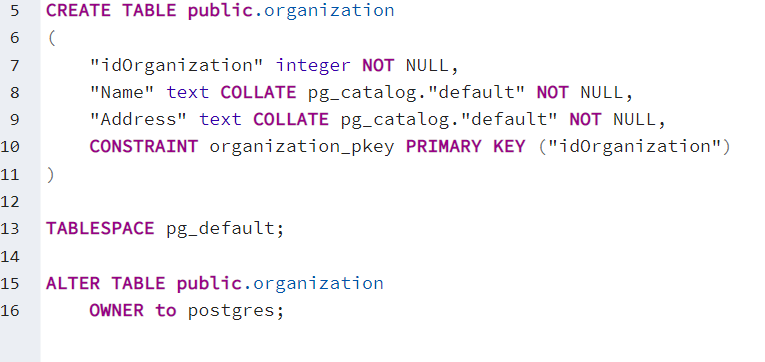 5 CREATE TABLE public.organization
6 (
7     "idOrganization" integer NOT NULL,
8     "Name" text COLLATE pg_catalog."default" NOT NULL,
9     "Address" text COLLATE pg_catalog."default" NOT NULL,
10     CONSTRAINT organization_pkey PRIMARY KEY ("idOrganization")
11 )
12
13 TABLESPACE pg_default;
14
15 ALTER TABLE public.organization
16     OWNER to postgres;